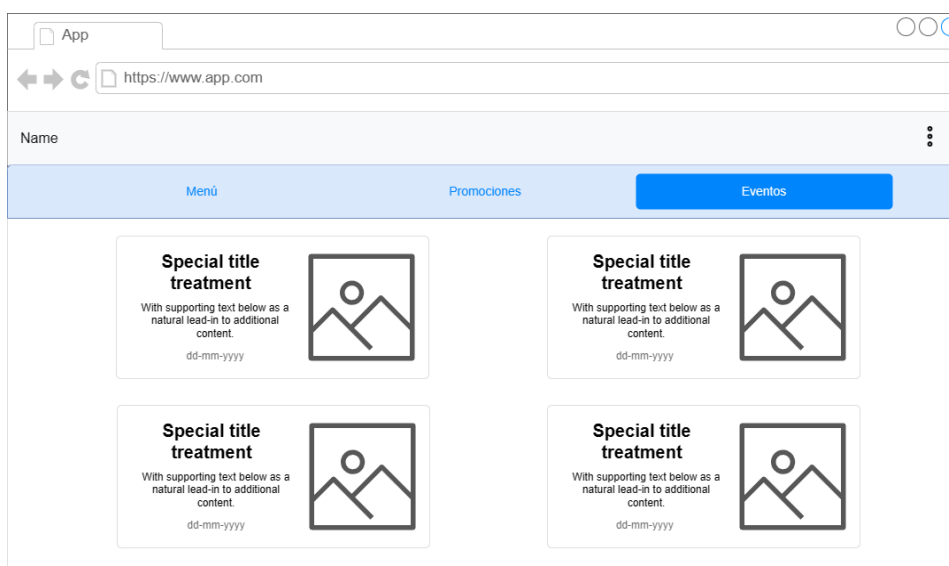 App
https://www.app.com
Name
Menú Promociones Eventos
Special title
treatment
With supporting text below as a
natural lead-in to additional
content.
dd-mm-yyyy
Special title
treatment
With supporting text below as a
natural lead-in to additional
content.
dd-mm-yyyy
Special title
treatment
With supporting text below as a
natural lead-in to additional
content.
dd-mm-yyyy
Special title
treatment
With supporting text below as a
natural lead-in to additional
content.
dd-mm-yyyy